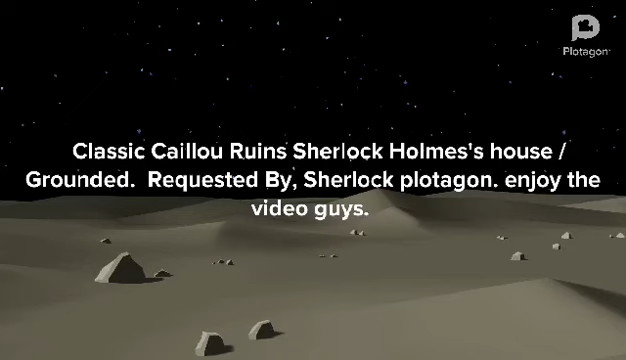 Plotagon
Classic Caillou Ruins Sherlock Holmes's house /
Grounded.  Requested By, Sherlock plotagon. enjoy the
video guys.